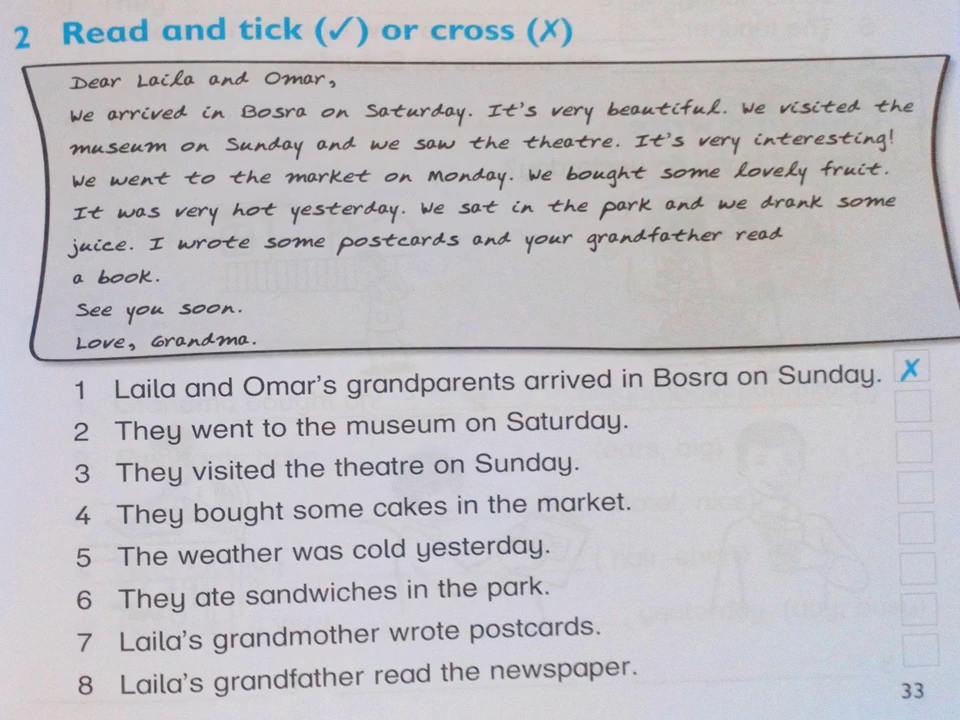 2 Read and tick (✓) or cross (✗)
Dear Laila and Omar,
We arrived in Bosra on Saturday. It's very beautiful. We visited the
museum on Sunday and we saw the theatre. It's very interesting!
We went to the market on Monday. We bought some lovely fruit.
It was very hot yesterday. We sat in the park and we drank some
juice. I wrote some postcards and your grandfather read
a book.
See you soon.
Love, Grandma.
1 Laila and Omar's grandparents arrived in Bosra on Sunday. ✗
2 They went to the museum on Saturday.
3 They visited the theatre on Sunday.
4 They bought some cakes in the market.
5 The weather was cold yesterday.
6 They ate sandwiches in the park.
7 Laila's grandmother wrote postcards.
8 Laila's grandfather read the newspaper.
33